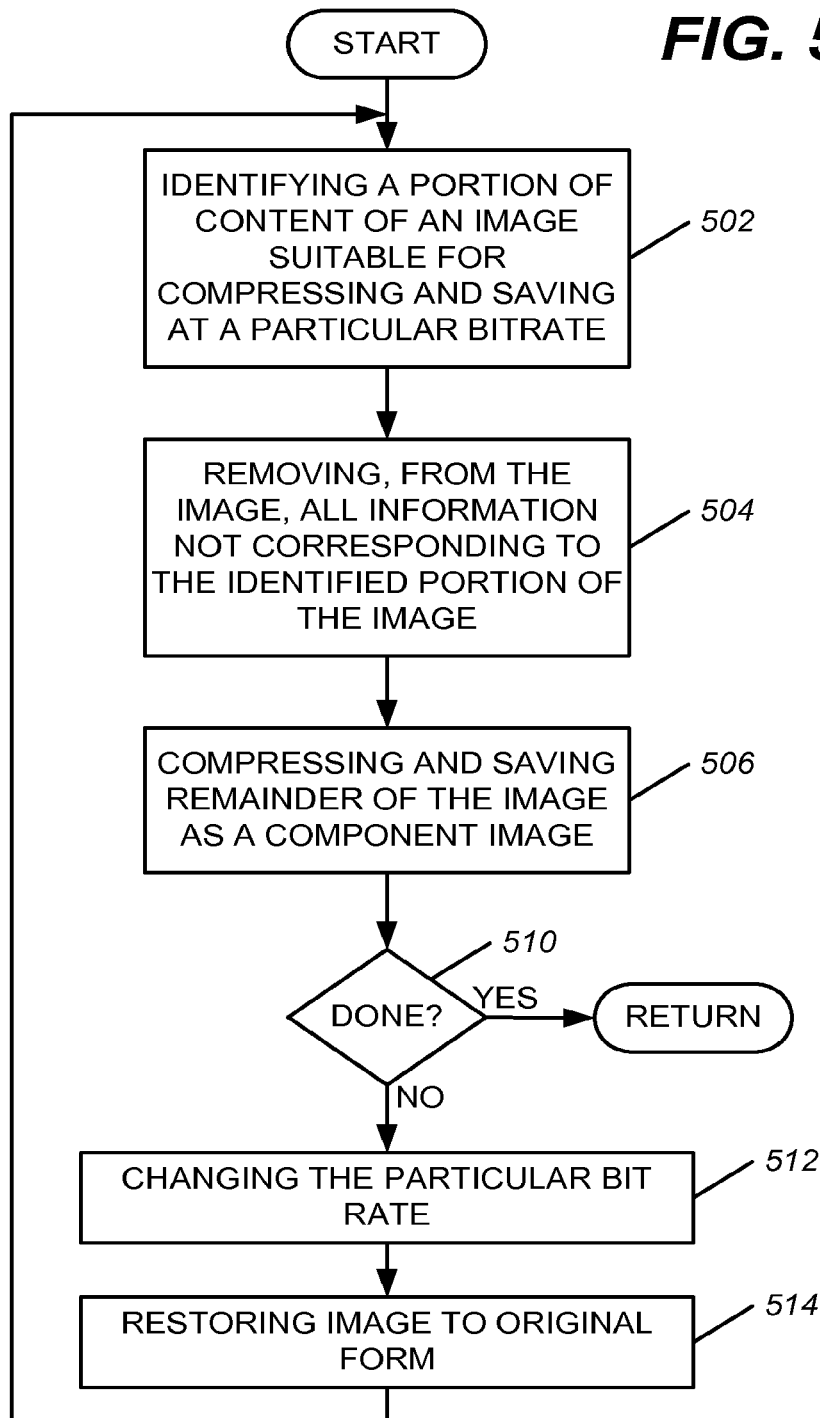 START
FIG. 5
IDENTIFYING A PORTION OF
CONTENT OF AN IMAGE
SUITABLE FOR
COMPRESSING AND SAVING
AT A PARTICULAR BITRATE
502
REMOVING, FROM THE
IMAGE, ALL INFORMATION
NOT CORRESPONDING TO
THE IDENTIFIED PORTION OF
THE IMAGE
504
COMPRESSING AND SAVING
REMAINDER OF THE IMAGE
AS A COMPONENT IMAGE
506
510
DONE?
YES
RETURN
NO
CHANGING THE PARTICULAR BIT
RATE
512
RESTORING IMAGE TO ORIGINAL
FORM
514